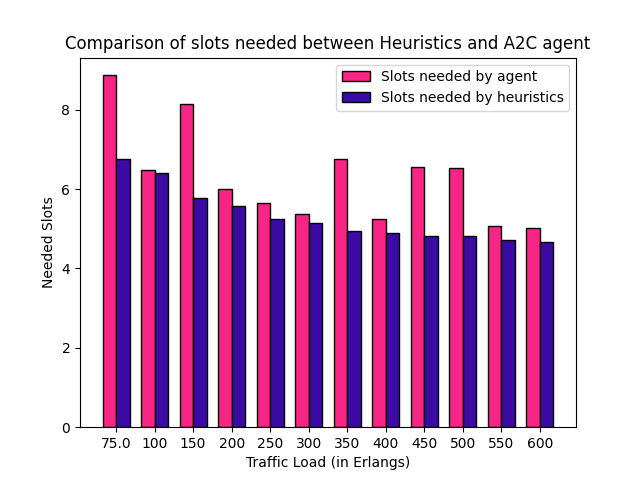 Comparison of slots needed between Heuristics and A2C agent
Slots needed by agent
Slots needed by heuristics
Needed Slots
8
6
4
2
0
75.0 100 150 200 250 300 350 400 450 500 550 600
Traffic Load (in Erlangs)